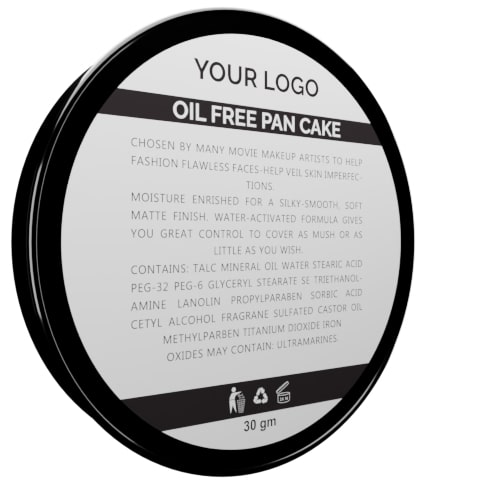 YOUR LOGO
OIL FREE PAN CAKE
CHOSEN BY MANY MOVIE MAKEUP ARTISTS TO HELP
FASHION FLAWLESS FACES-HELP VEIL SKIN IMPERFEC-
TIONS.
MOISTURE ENRISHED FOR A SILKY-SMOOTH, SOFT
MATTE FINISH. WATER-ACTIVATED FORMULA GIVES
YOU GREAT CONTROL TO COVER AS MUSH OR AS
LITTLE AS YOU WISH.
CONTAINS: TALC MINERAL OIL WATER STEARIC ACID
PEG-32 PEG-6 GLYCERYL STEARATE SE TRIETHANOL-
AMINE LANOLIN PROPYLPARABEN SORBIC ACID
CETYL ALCOHOL FRAGRANE SULFATED CASTOR OIL
METHYLPARBEN TITANIUM DIOXIDE IRON
OXIDES MAY CONTAIN: ULTRAMARINES.
30 gm